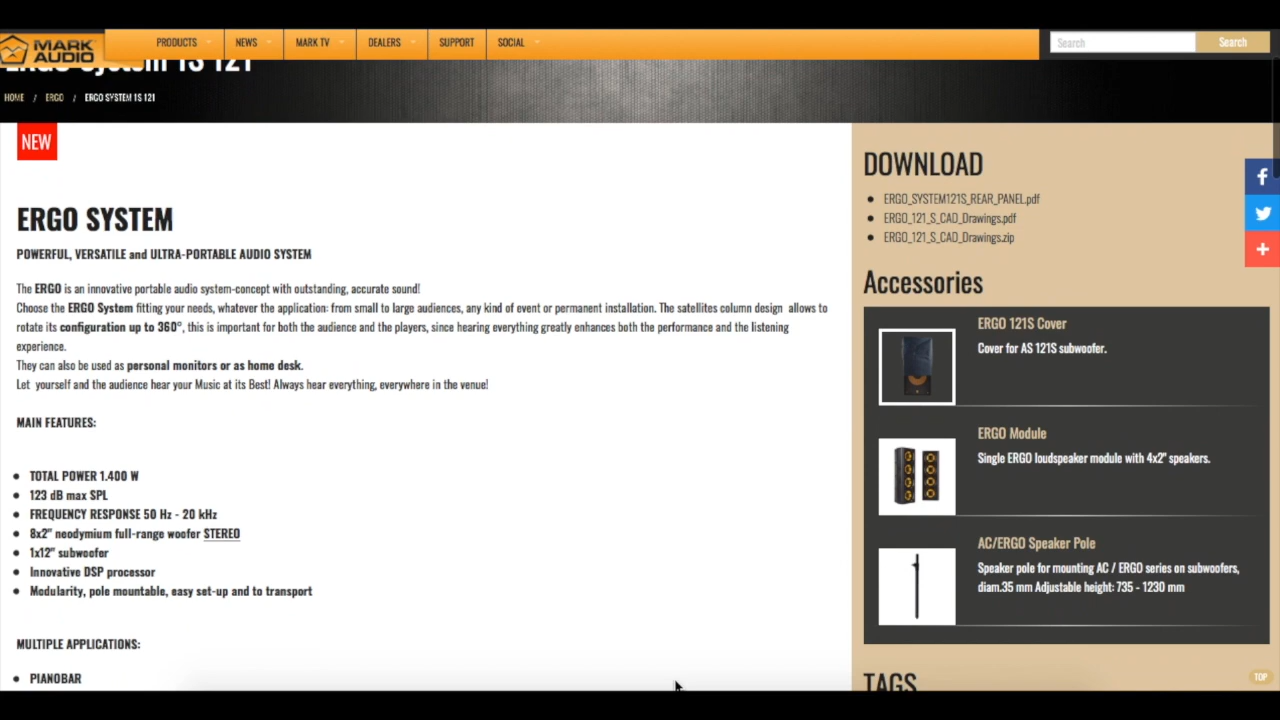 MARK AUDIO
PRODUCTS
NEWS
MARK TV
DEALERS
SUPPORT
SOCIAL
Search
Search
Ergo System 1S 121
HOME / ERGO / ERGO SYSTEM 1S 121
NEW
ERGO SYSTEM
POWERFUL, VERSATILE and ULTRA-PORTABLE AUDIO SYSTEM
The ERGO is an innovative portable audio system-concept with outstanding, accurate sound!
Choose the ERGO System fitting your needs, whatever the application: from small to large audiences, any kind of event or permanent installation. The satellites column design allows to
rotate its configuration up to 360°, this is important for both the audience and the players, since hearing everything greatly enhances both the performance and the listening
experience.
They can also be used as personal monitors or as home desk.
Let yourself and the audience hear your Music at its Best! Always hear everything, everywhere in the venue!
MAIN FEATURES:
TOTAL POWER 1.400 W
123 dB max SPL
FREQUENCY RESPONSE 50 Hz - 20 kHz
8x2" neodymium full-range woofer STEREO
1x12" subwoofer
Innovative DSP processor
Modularity, pole mountable, easy set-up and to transport
MULTIPLE APPLICATIONS:
PIANOBAR
DOWNLOAD
ERGO_SYSTEM121S_REAR_PANEL.pdf
ERGO_121_S_CAD_Drawings.pdf
ERGO_121_S_CAD_Drawings.zip
Accessories
ERGO 121S Cover
Cover for AS 121S subwoofer.
ERGO Module
Single ERGO loudspeaker module with 4x2" speakers.
AC/ERGO Speaker Pole
Speaker pole for mounting AC / ERGO series on subwoofers,
diam.35 mm Adjustable height: 735 - 1230 mm
TAGS
TOP